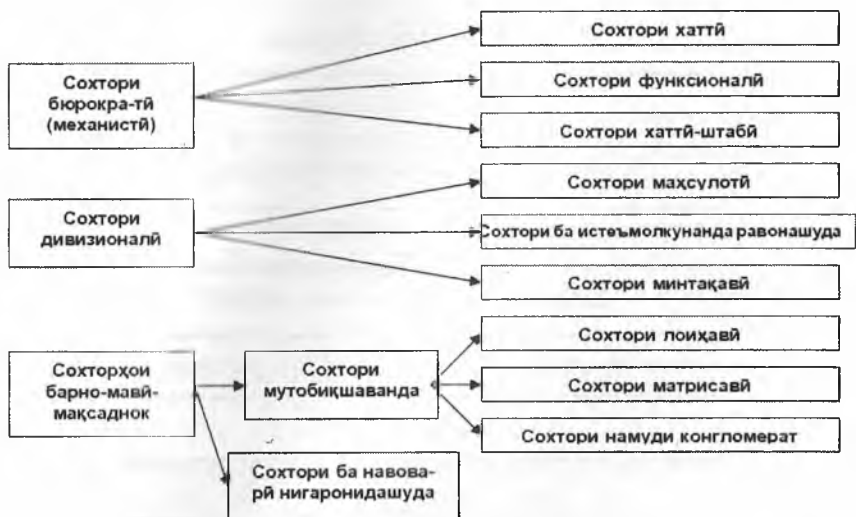 Сохтори
бюрокра-тӣ
(механистӣ)
Сохтори хаттӣ
Сохтори функсионалӣ
Сохтори хаттӣ-штабӣ
Сохтори
дивизионалӣ
Сохтори маҳсулотӣ
Сохтори ба истеъмолкунанда равонашуда
Сохтори минтақавӣ
Сохторҳои
барно-мавӣ-
мақсаднок
Сохтори
мутобиқшаванда
Сохтори лоиҳавӣ
Сохтори матрисавӣ
Сохтори намуди конгломерат
Сохтори ба навова-
рӣ нигаронидашуда